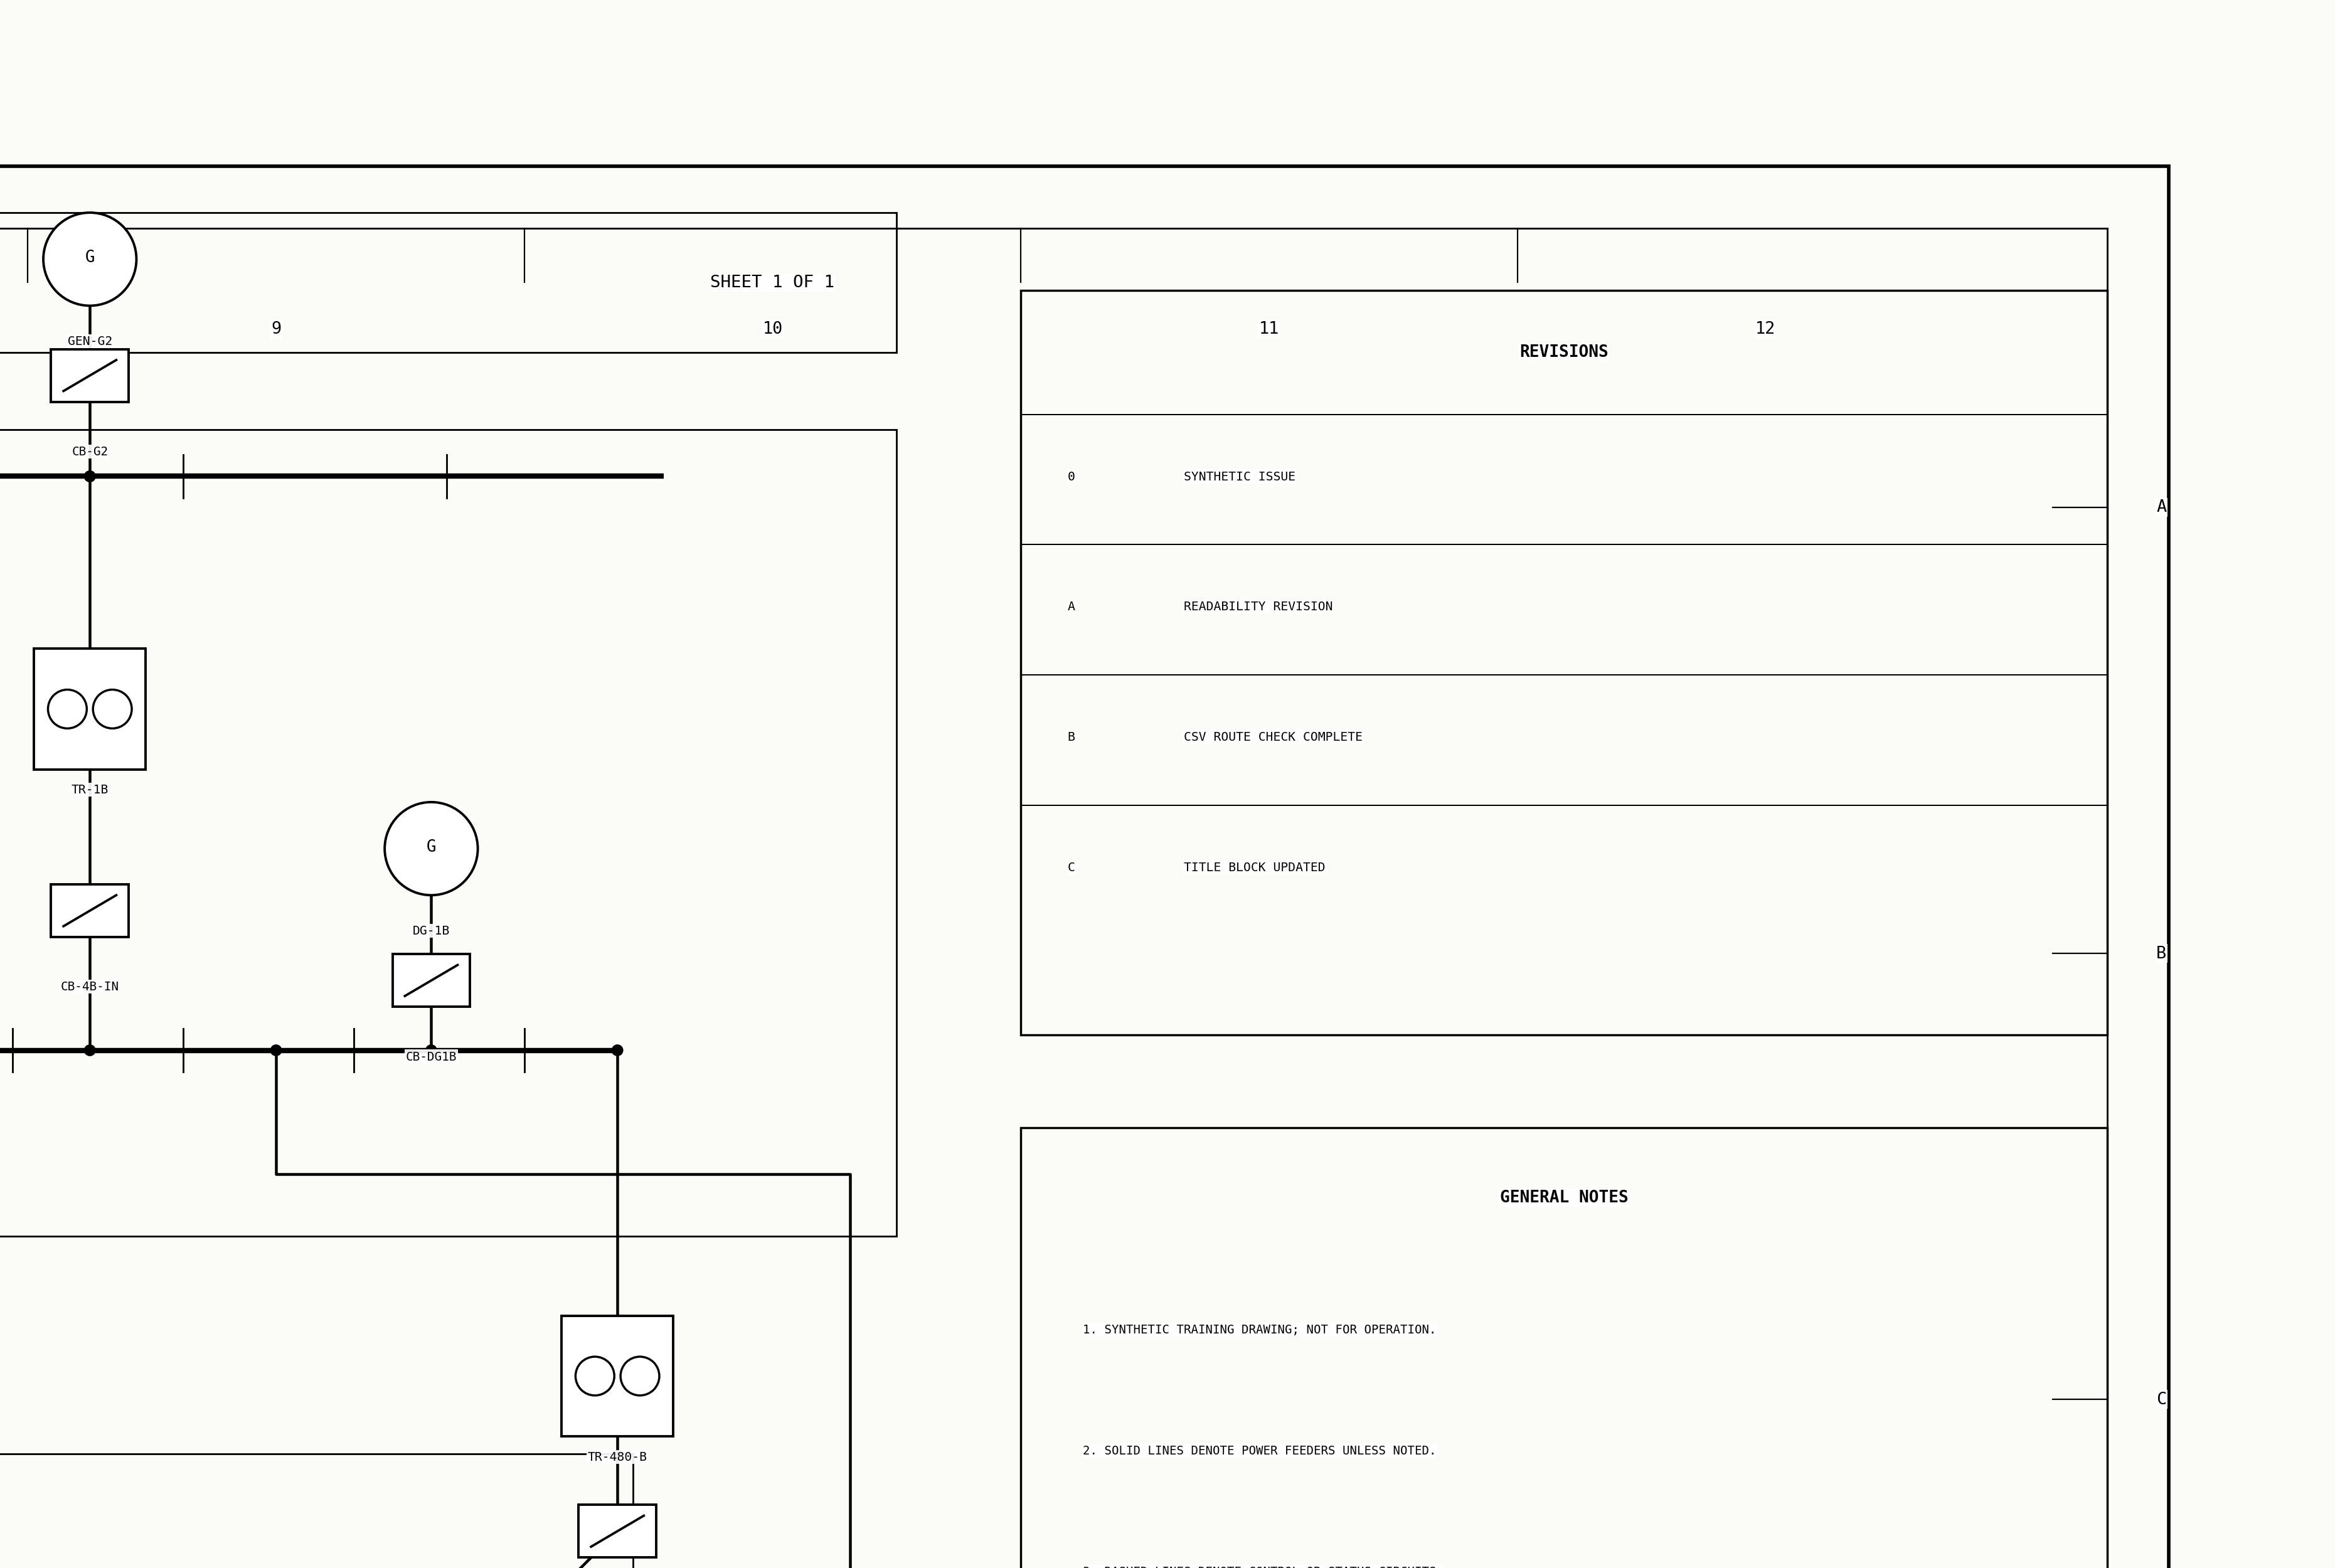 G
SHEET 1 OF 1
GEN-G2
9
10
11
12
REVISIONS
CB-G2
0 SYNTHETIC ISSUE
A
A READABILITY REVISION
B CSV ROUTE CHECK COMPLETE
TR-1B
G
C TITLE BLOCK UPDATED
DG-1B
B
CB-4B-IN
CB-DG1B
GENERAL NOTES
1. SYNTHETIC TRAINING DRAWING; NOT FOR OPERATION.
C
2. SOLID LINES DENOTE POWER FEEDERS UNLESS NOTED.
TR-480-B